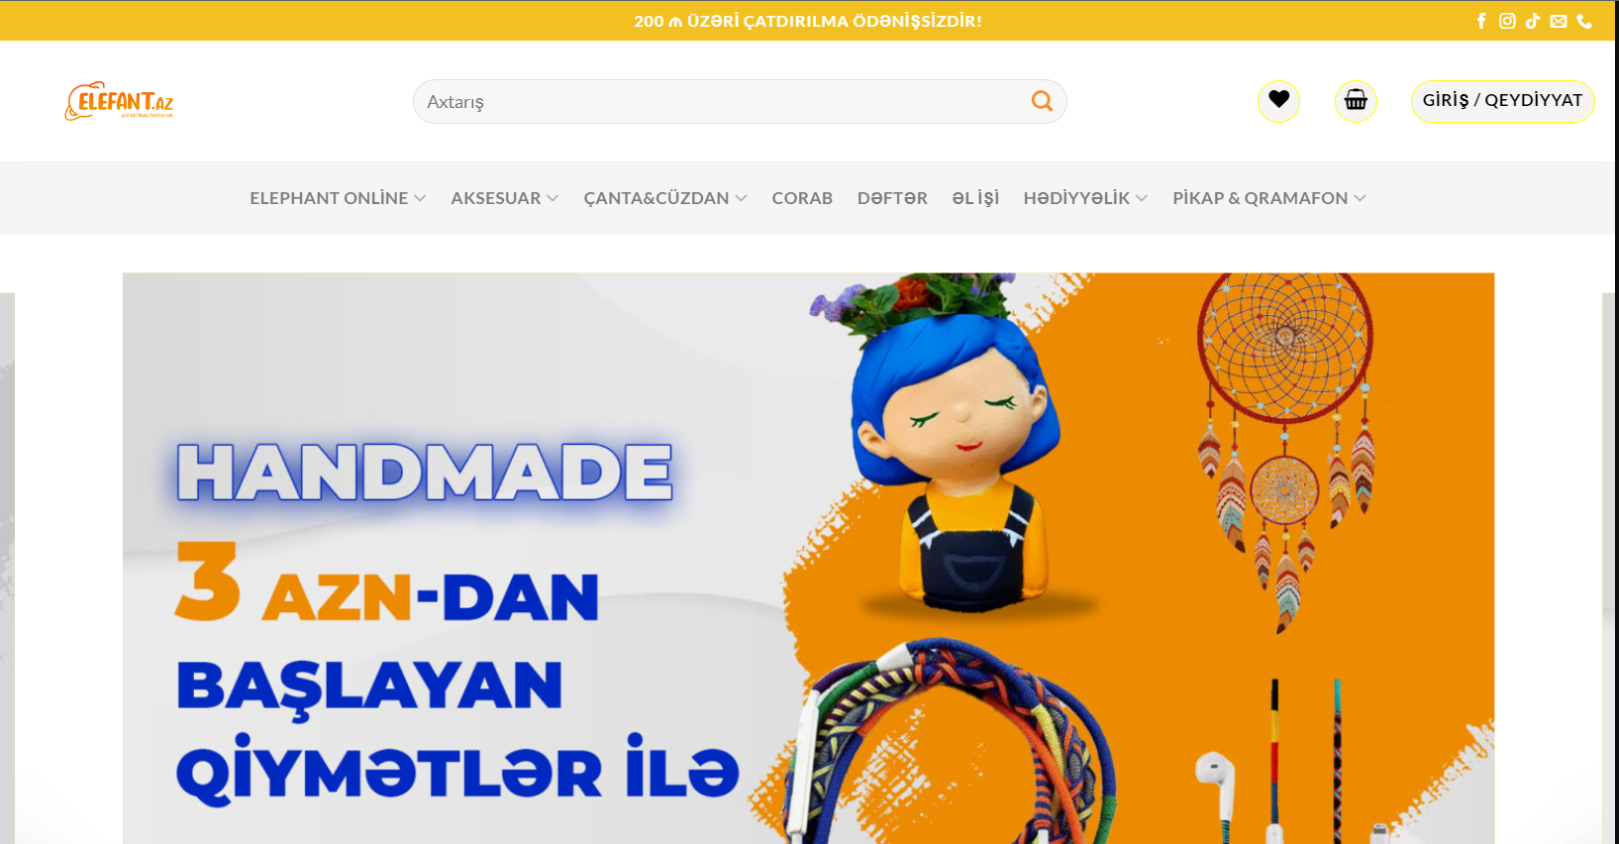 200 ₼ ÜZƏRİ ÇATDIRILMA ÖDƏNİŞSİZDİR!
ELEFANT.AZ
Axtarış
GİRİŞ / QEYDİYYAT
ELEPHANT ONLİNE
AKSESUAR
ÇANTA&CÜZDAN
CORAB
DƏFTƏR
ƏL İŞİ
HƏDİYYƏLİK
PİKAP & QRAMAFON
HANDMADE
3 AZN-DAN
BAŞLAYAN
QİYMƏTLƏR İLƏ